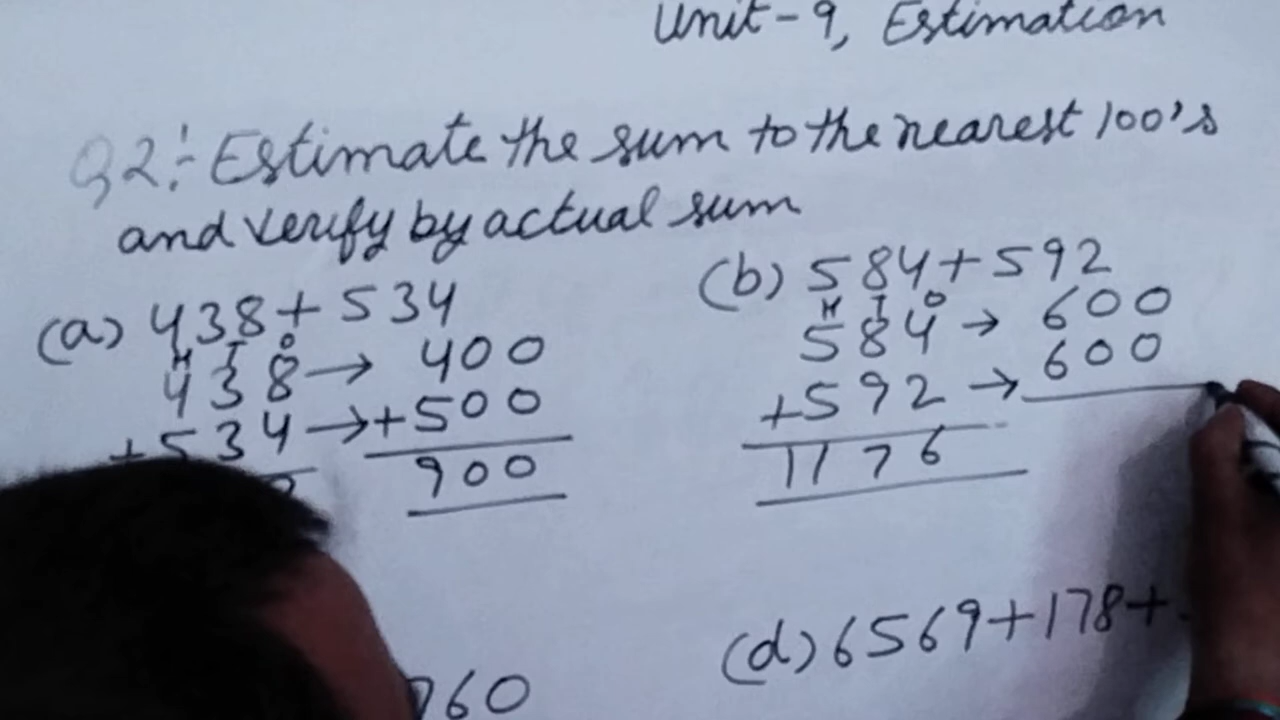 Unit-9, Estimation
Q2:- Estimate the sum to the nearest 100's
and verify by actual sum
(a) 438+534
H T O
438 → 400
+534 → +500
900
(b) 584+592
H T O
584 → 600
+592 → 600
1176
760
(d) 6569+178+